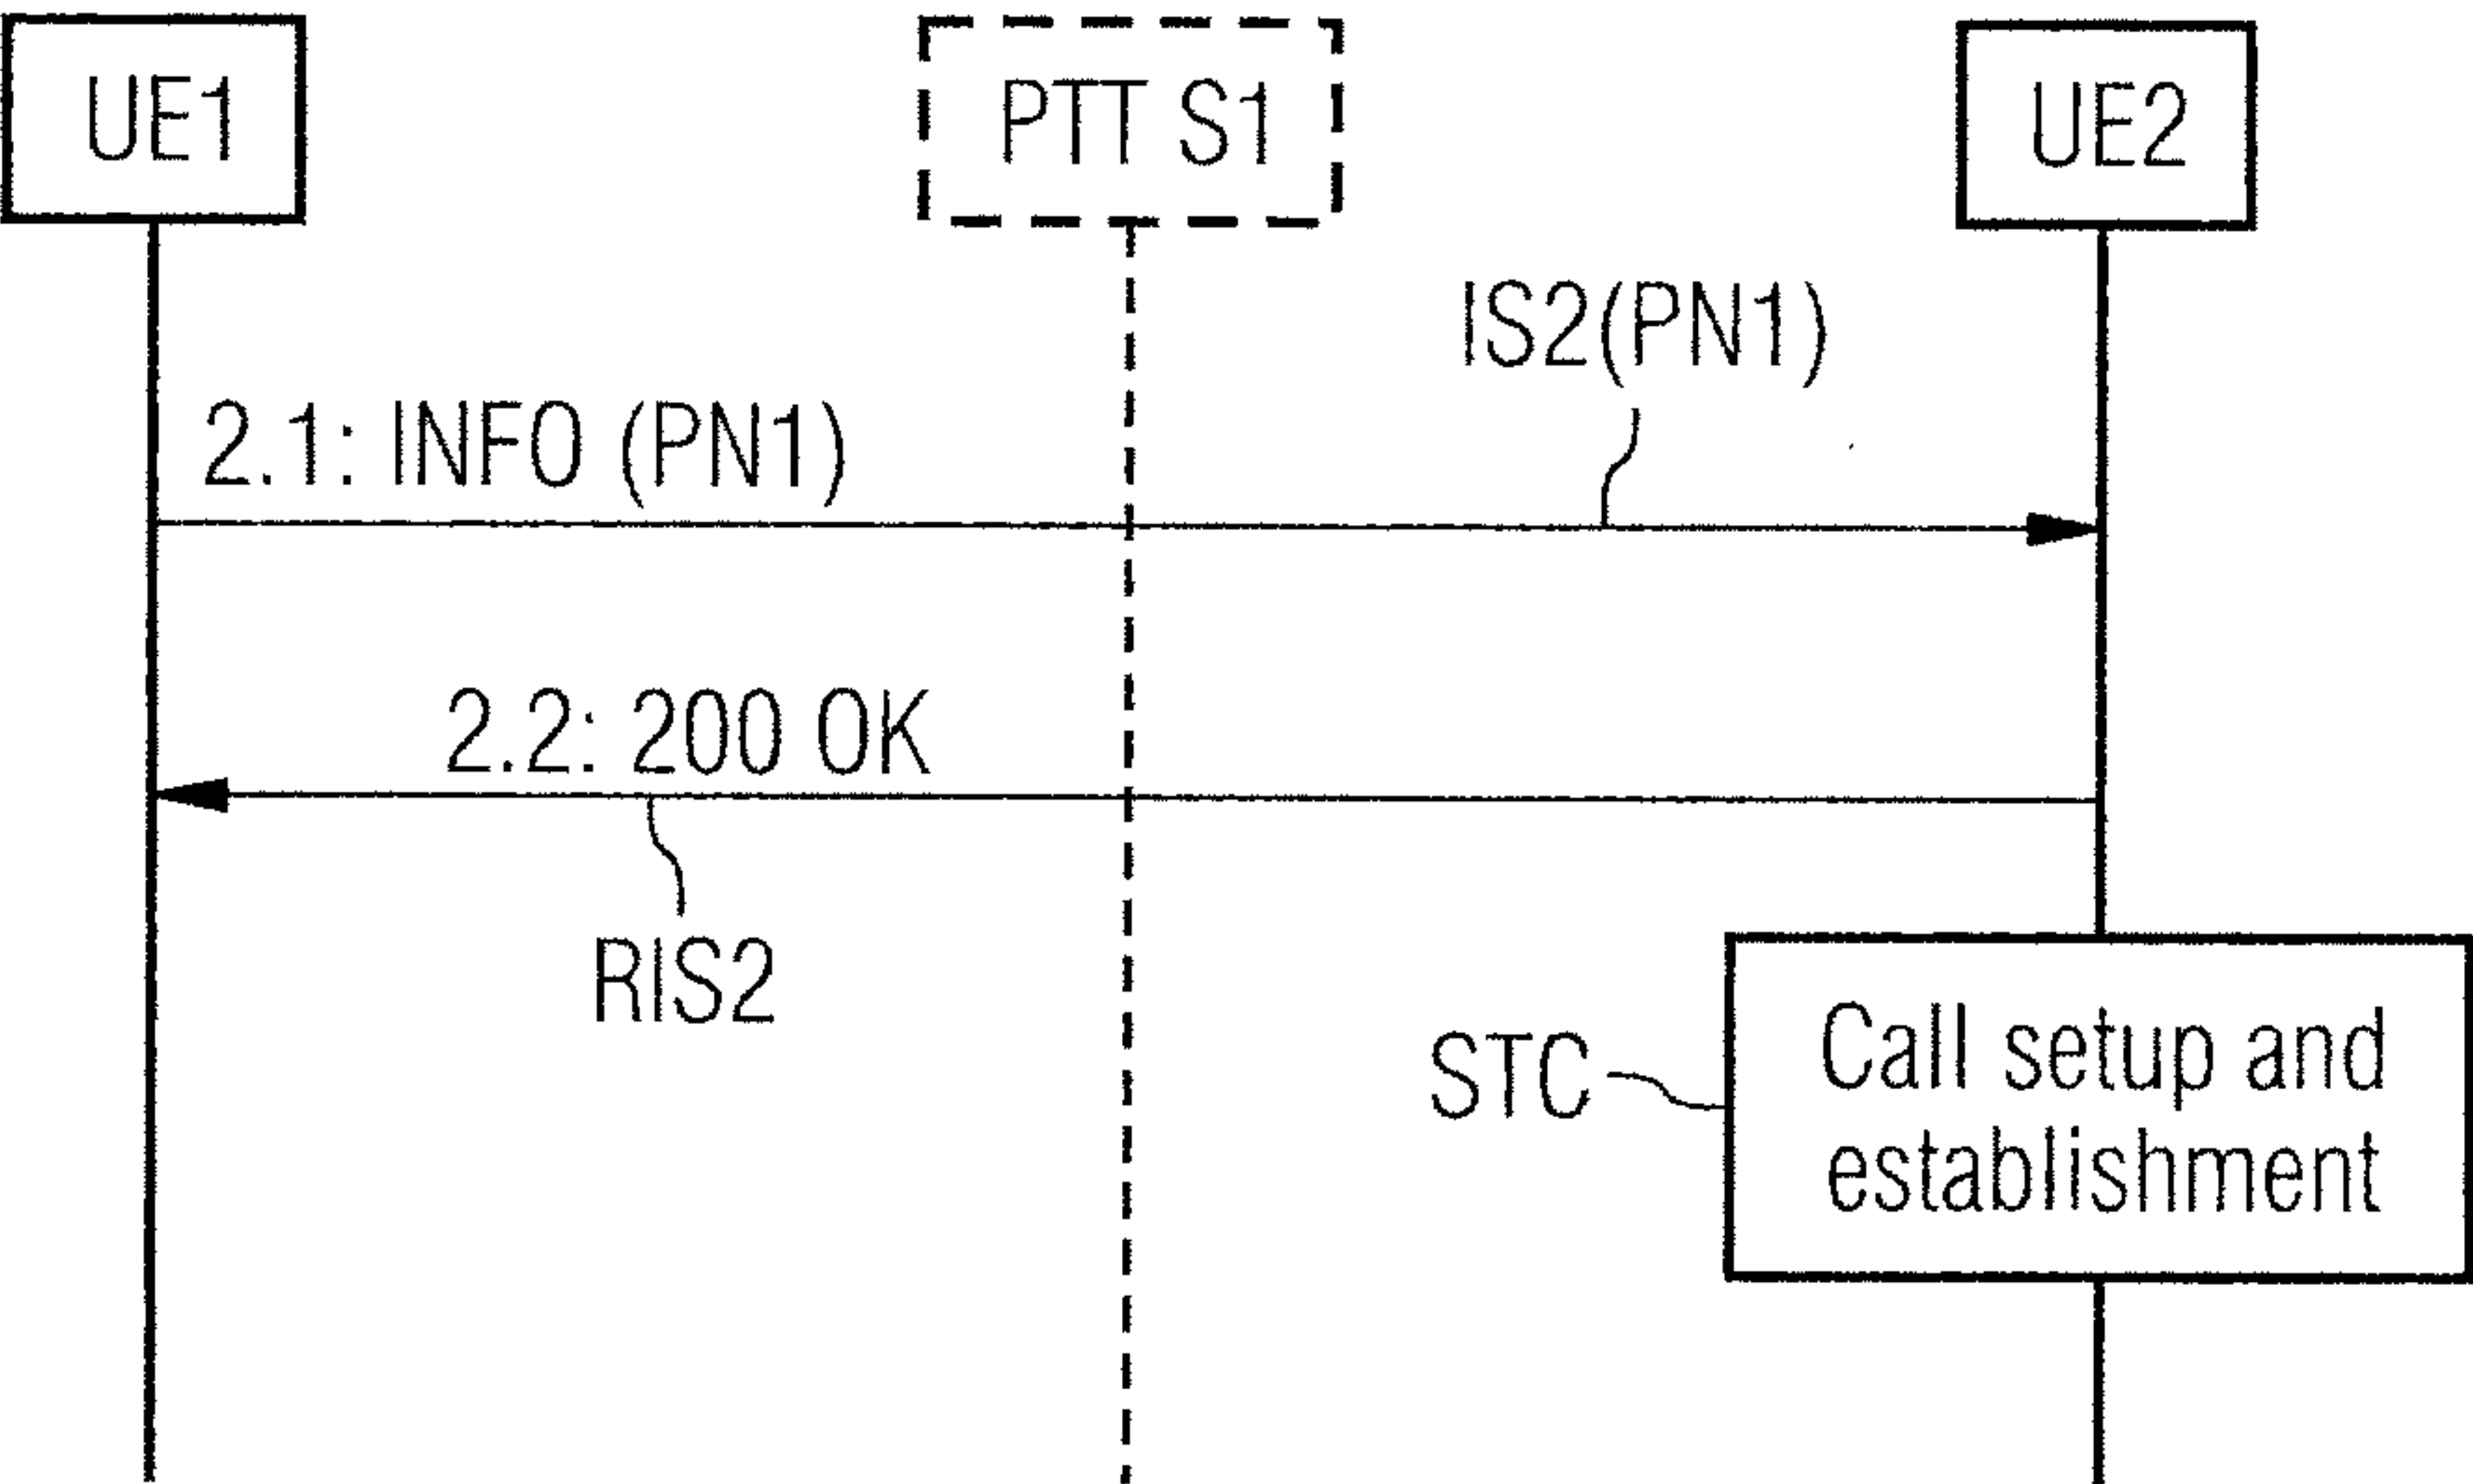 UE1
PTT S1
UE2
IS2(PN1)
2.1: INFO (PN1)
2.2: 200 OK
RIS2
STC
Call setup and
establishment